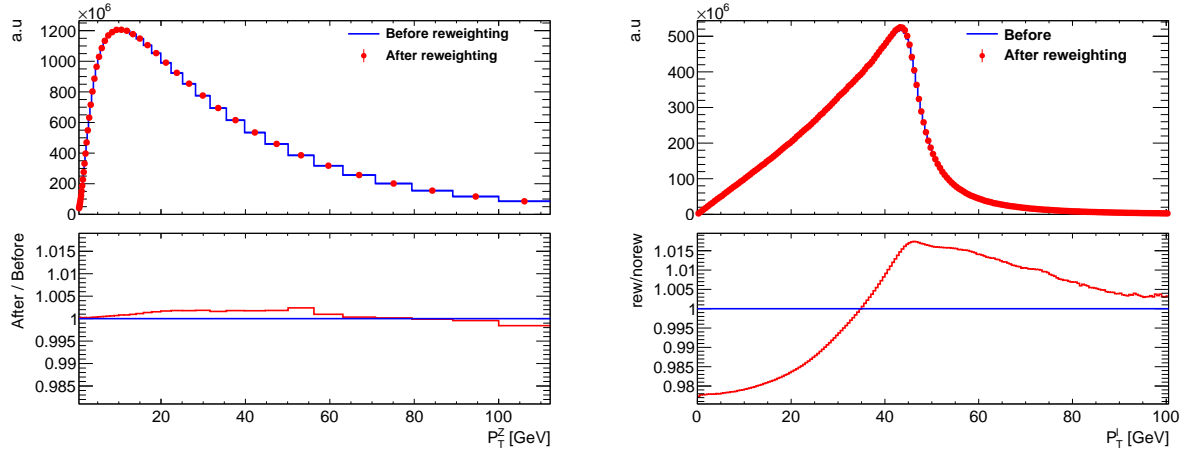 ×10⁶
a.u
1200
1000
800
600
400
200
0
Before reweighting
After reweighting
After / Before
1.015
1.01
1.005
1
0.995
0.99
0.985
0 20 40 60 80 100
P_T^Z [GeV]
×10⁶
a.u
500
400
300
200
100
0
Before
After reweighting
rew/norew
1.015
1.01
1.005
1
0.995
0.99
0.985
0.98
0 20 40 60 80 100
P_T^l [GeV]